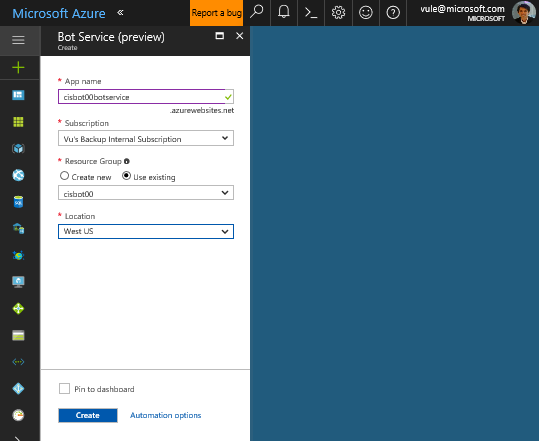 Microsoft Azure «
Report a bug
vule@microsoft.com
MICROSOFT
Bot Service (preview)
Create
* App name
cisbot00botservice
.azurewebsites.net
* Subscription
Vu's Backup Internal Subscription
* Resource Group
Create new Use existing
cisbot00
* Location
West US
Pin to dashboard
Create Automation options